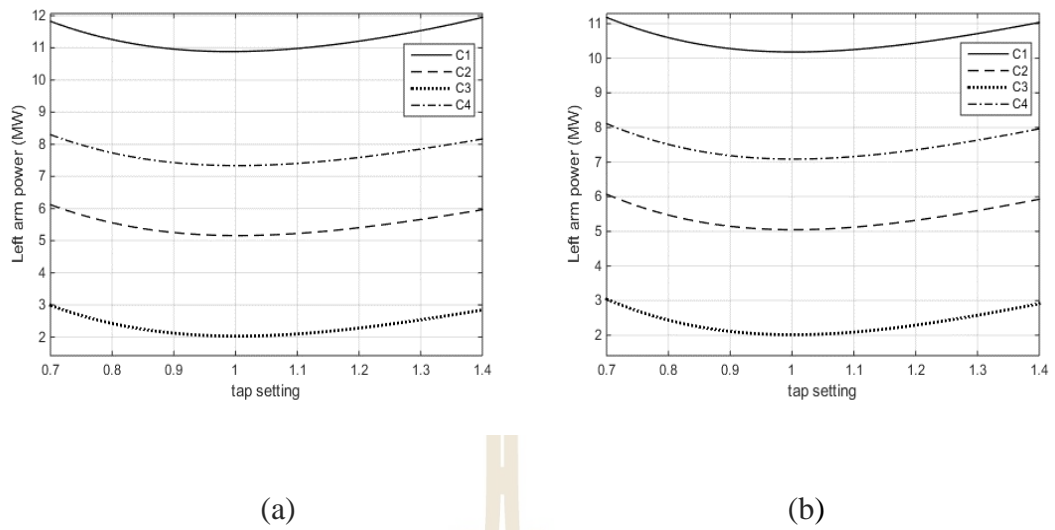 12
11
10
9
8
7
6
5
4
3
2
Left arm power (MW)
C1
C2
C3
C4
0.7 0.8 0.9 1 1.1 1.2 1.3 1.4
tap setting
(a)
11
10
9
8
7
6
5
4
3
2
Left arm power (MW)
C1
C2
C3
C4
0.7 0.8 0.9 1 1.1 1.2 1.3 1.4
tap setting
(b)